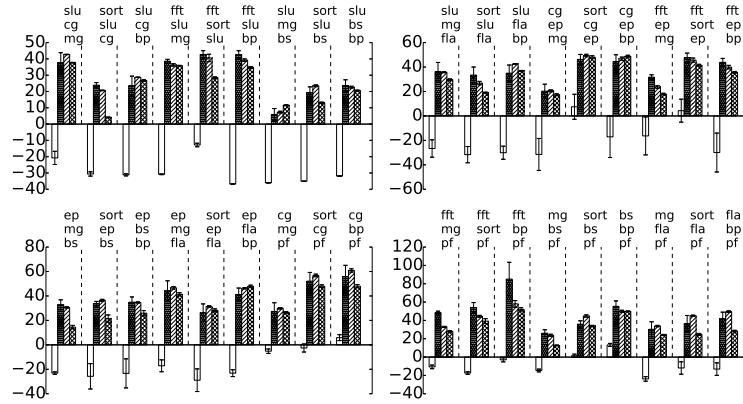 slu sort slu fft fft fft slu sort slu
cg slu cg slu sort slu mg slu bs
mg cg bp mg slu bp bs bs bp
50
40
30
20
10
0
−10
−20
−30
−40
slu sort slu cg sort cg fft fft fft
mg slu fla ep cg ep ep sort ep
fla fla bp mg ep bp mg ep bp
60
40
20
0
−20
−40
−60
ep sort ep ep sort ep cg sort cg
mg ep bs mg ep fla mg cg bp
bs bs bp fla fla bp pf pf pf
80
60
40
20
0
−20
−40
fft fft fft mg sort bs mg sort fla
mg sort bp bs bs bp fla fla bp
pf pf pf pf pf pf pf pf pf
120
100
80
60
40
20
0
−20
−40